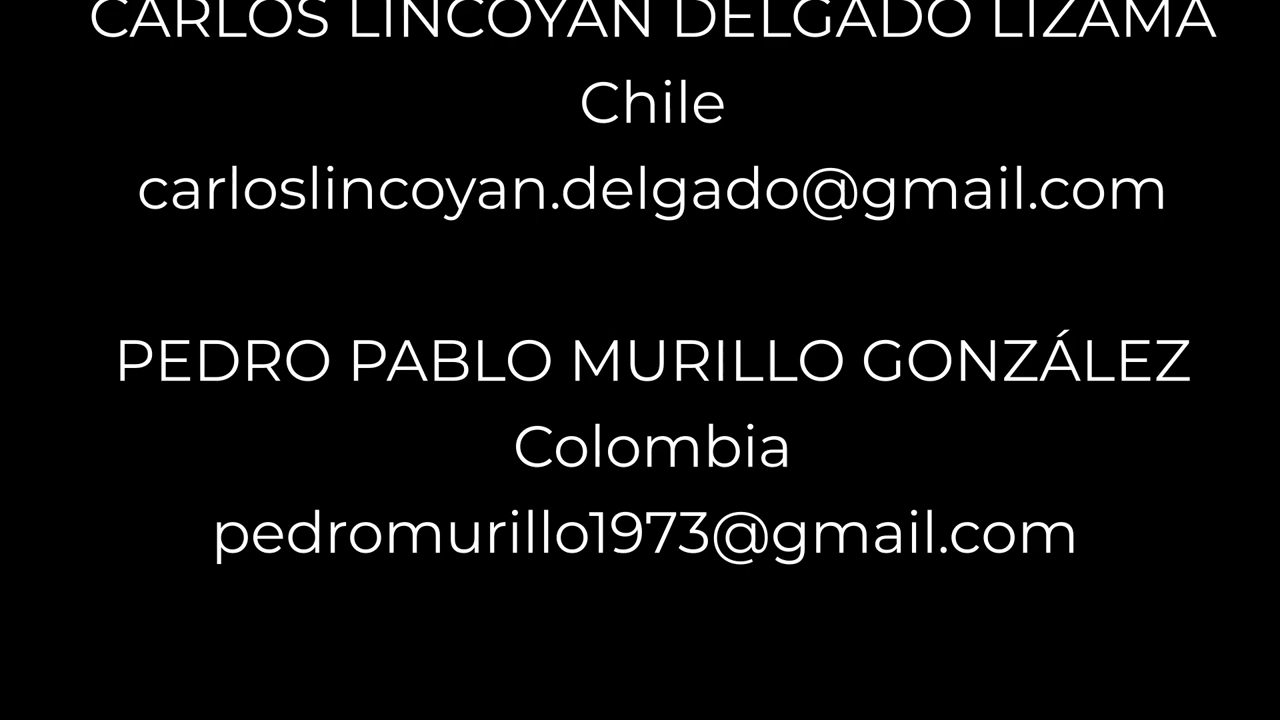 CARLOS LINCOYAN DELGADO LIZAMA
Chile
carloslincoyan.delgado@gmail.com
PEDRO PABLO MURILLO GONZÁLEZ
Colombia
pedromurillo1973@gmail.com